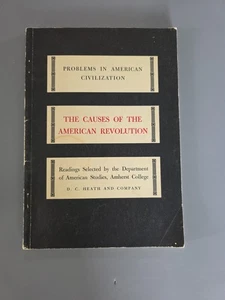 PROBLEMS IN AMERICAN
CIVILIZATION
THE CAUSES OF THE
AMERICAN REVOLUTION
Readings Selected by the Department
of American Studies, Amherst College
D. C. HEATH AND COMPANY